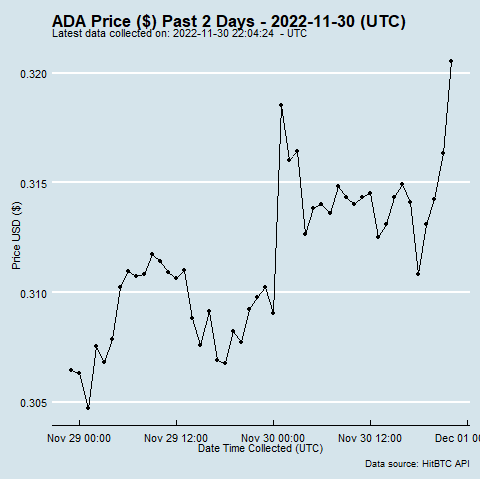 ADA Price ($) Past 2 Days - 2022-11-30 (UTC)
Latest data collected on: 2022-11-30 22:04:24 - UTC
0.320
0.315
0.310
0.305
Price USD ($)
Nov 29 00:00 Nov 29 12:00 Nov 30 00:00 Nov 30 12:00 Dec 01 0
Date Time Collected (UTC)
Data source: HitBTC API